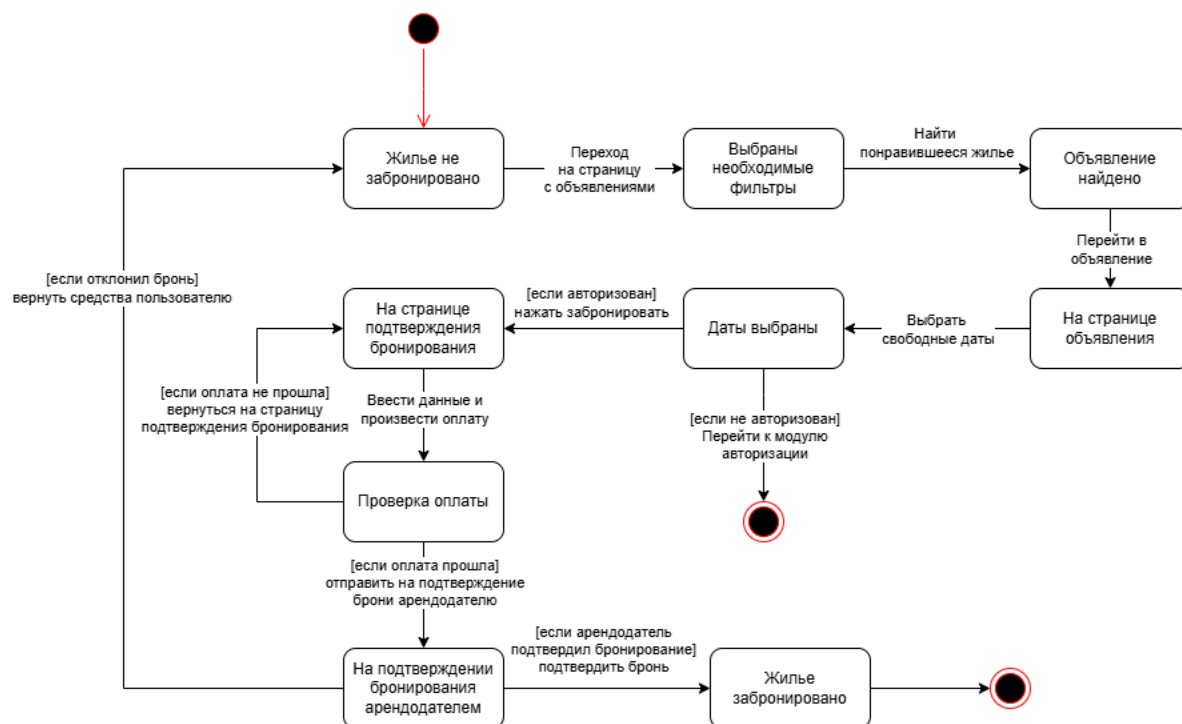 Жилье не
забронировано
Переход
на страницу
с объявлениями
Выбраны
необходимые
фильтры
Найти
понравившееся жилье
Объявление
найдено
Перейти в
объявление
На странице
объявления
Выбрать
свободные даты
Даты выбраны
[если авторизован]
нажать забронировать
На странице
подтверждения
бронирования
[если не авторизован]
Перейти к модулю
авторизации
Ввести данные и
произвести оплату
[если оплата не прошла]
вернуться на страницу
подтверждения бронирования
Проверка оплаты
[если оплата прошла]
отправить на подтверждение
брони арендодателю
На подтверждении
бронирования
арендодателем
[если отклонил бронь]
вернуть средства пользователю
[если арендодатель
подтвердил бронирование]
подтвердить бронь
Жилье
забронировано